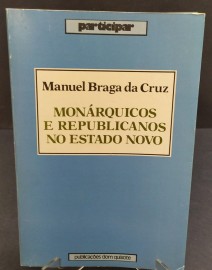 participar
Manuel Braga da Cruz
MONÁRQUICOS
E REPUBLICANOS
NO ESTADO NOVO
publicações dom quixote